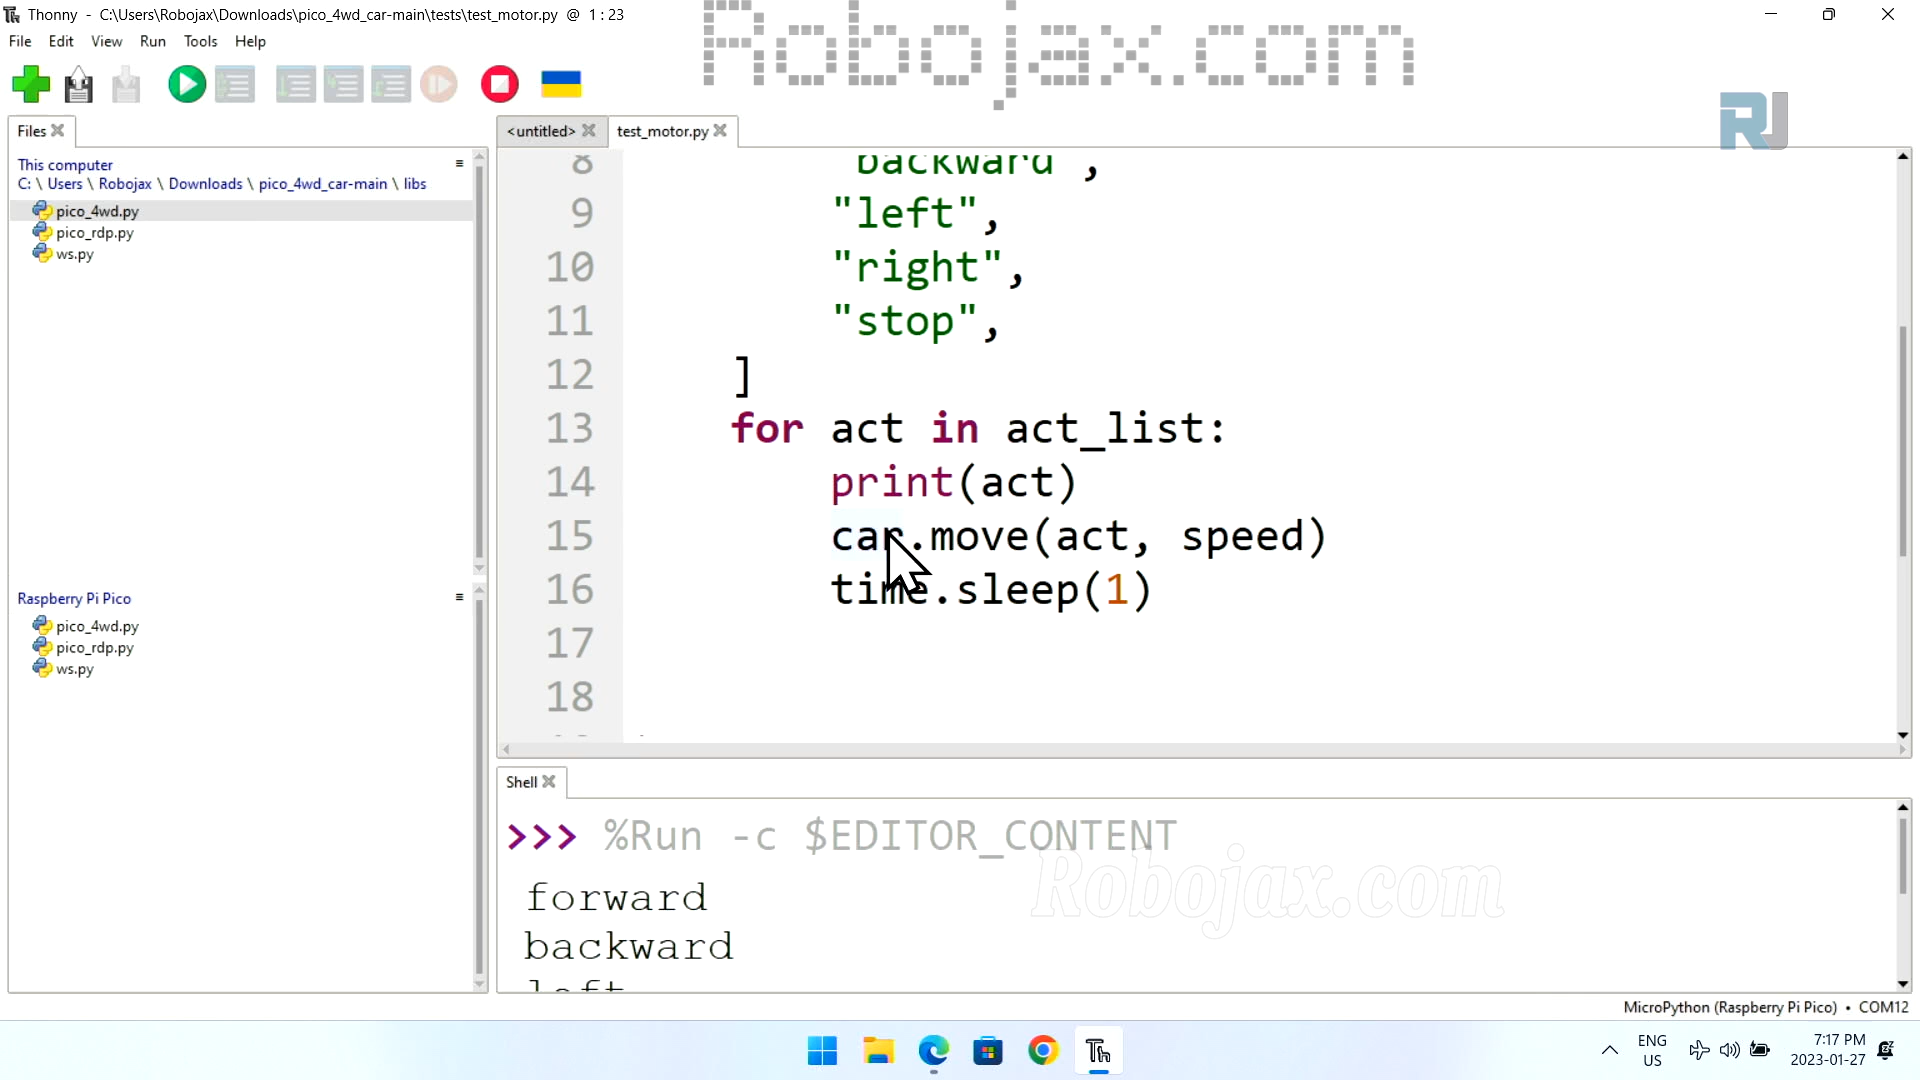 Thonny - C:\Users\Robojax\Downloads\pico_4wd_car-main\tests\test_motor.py @ 1 : 23
File Edit View Run Tools Help
Robojax.com
RJ
Files
This computer
C: \ Users \ Robojax \ Downloads \ pico_4wd_car-main \ libs
pico_4wd.py
pico_rdp.py
ws.py
Raspberry Pi Pico
pico_4wd.py
pico_rdp.py
ws.py
<untitled> test_motor.py
8 backward ,
9 "left",
10 "right",
11 "stop",
12 ]
13 for act in act_list:
14 print(act)
15 car.move(act, speed)
16 time.sleep(1)
17
18
Shell
>>> %Run -c $EDITOR_CONTENT
forward
backward
left
Robojax.com
MicroPython (Raspberry Pi Pico) • COM12
Th
ENG
US
7:17 PM
2023-01-27